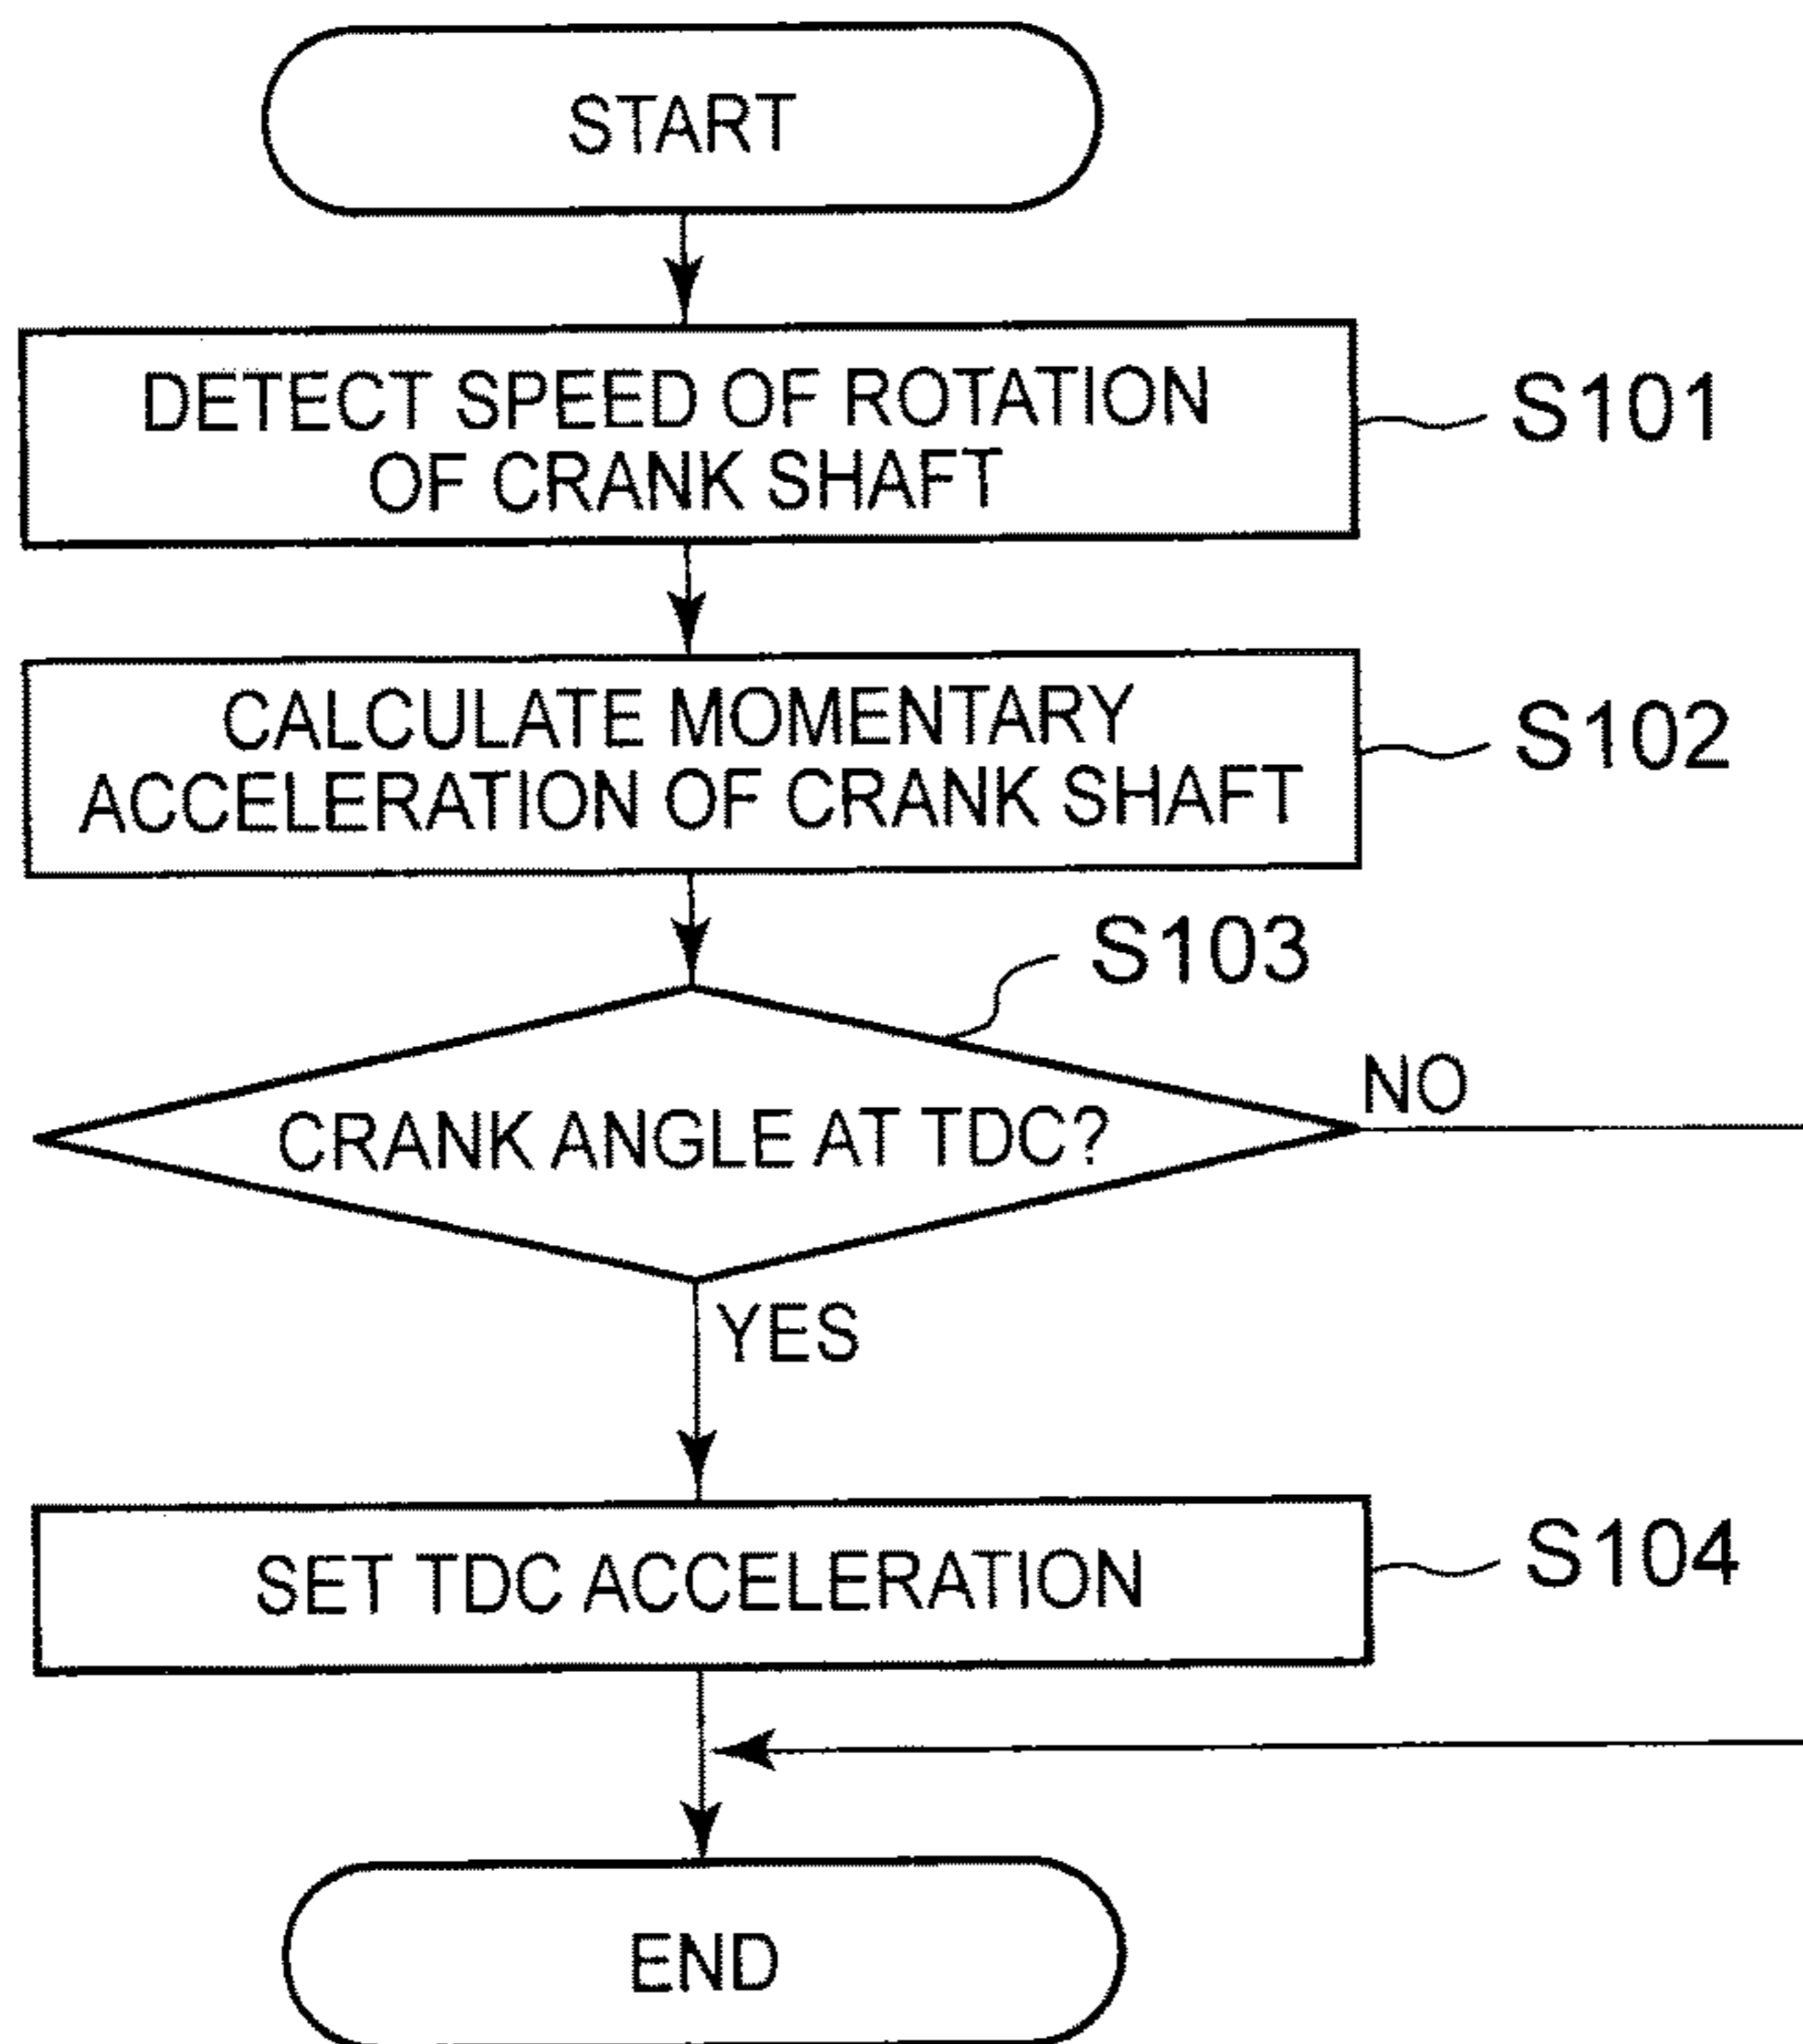 START
DETECT SPEED OF ROTATION
OF CRANK SHAFT
S101
CALCULATE MOMENTARY
ACCELERATION OF CRANK SHAFT
S102
S103
CRANK ANGLE AT TDC?
NO
YES
SET TDC ACCELERATION
S104
END